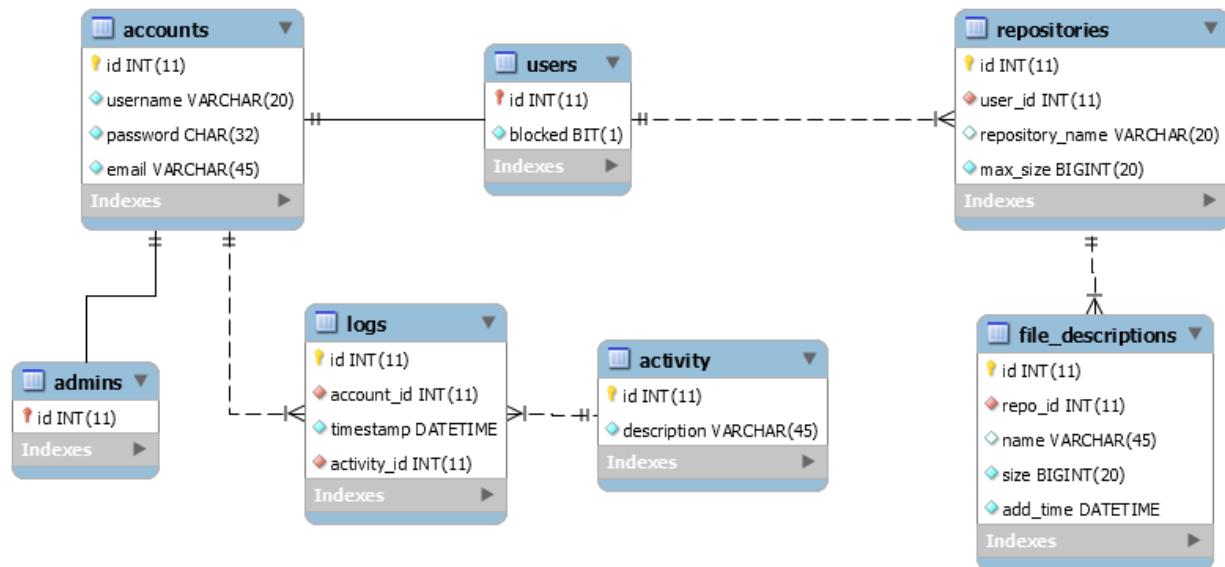 accounts
id INT(11)
username VARCHAR(20)
password CHAR(32)
email VARCHAR(45)
Indexes
users
id INT(11)
blocked BIT(1)
Indexes
repositories
id INT(11)
user_id INT(11)
repository_name VARCHAR(20)
max_size BIGINT(20)
Indexes
admins
id INT(11)
Indexes
logs
id INT(11)
account_id INT(11)
timestamp DATETIME
activity_id INT(11)
Indexes
activity
id INT(11)
description VARCHAR(45)
Indexes
file_descriptions
id INT(11)
repo_id INT(11)
name VARCHAR(45)
size BIGINT(20)
add_time DATETIME
Indexes